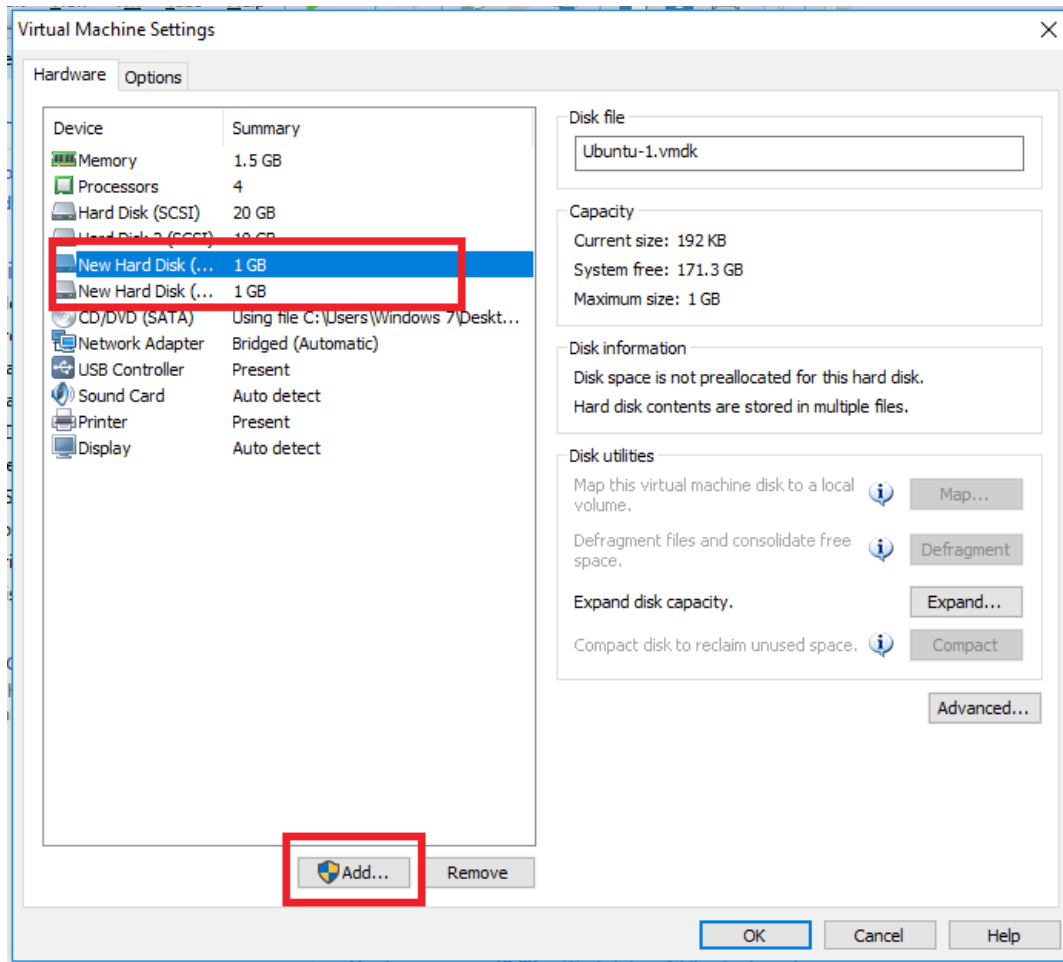 Virtual Machine Settings
Hardware Options
Device Summary
Memory 1.5 GB
Processors 4
Hard Disk (SCSI) 20 GB
Hard Disk 2 (SCSI) 10 GB
New Hard Disk (... 1 GB
New Hard Disk (... 1 GB
CD/DVD (SATA) Using file C:\Users\Windows 7\Deskt...
Network Adapter Bridged (Automatic)
USB Controller Present
Sound Card Auto detect
Printer Present
Display Auto detect
Add... Remove
Disk file
Ubuntu-1.vmdk
Capacity
Current size: 192 KB
System free: 171.3 GB
Maximum size: 1 GB
Disk information
Disk space is not preallocated for this hard disk.
Hard disk contents are stored in multiple files.
Disk utilities
Map this virtual machine disk to a local
volume.
Map...
Defragment files and consolidate free
space.
Defragment
Expand disk capacity. Expand...
Compact disk to reclaim unused space. Compact
Advanced...
OK Cancel Help